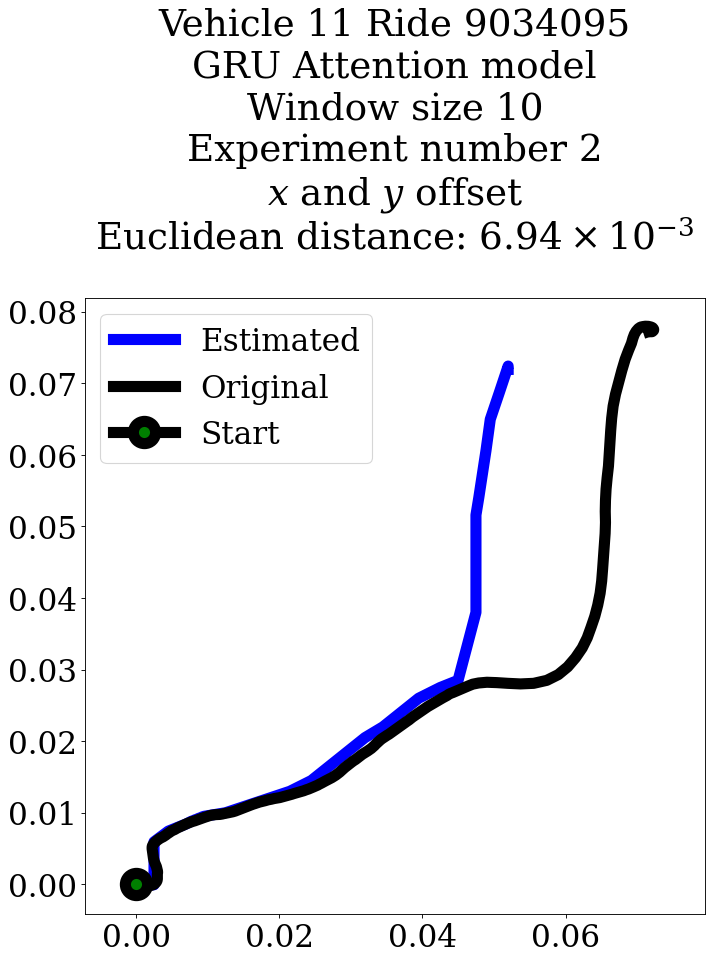 Vehicle 11 Ride 9034095
GRU Attention model
Window size 10
Experiment number 2
x and y offset
Euclidean distance: 6.94 × 10⁻³
0.08
0.07
0.06
0.05
0.04
0.03
0.02
0.01
0.00
Estimated
Original
Start
0.00 0.02 0.04 0.06